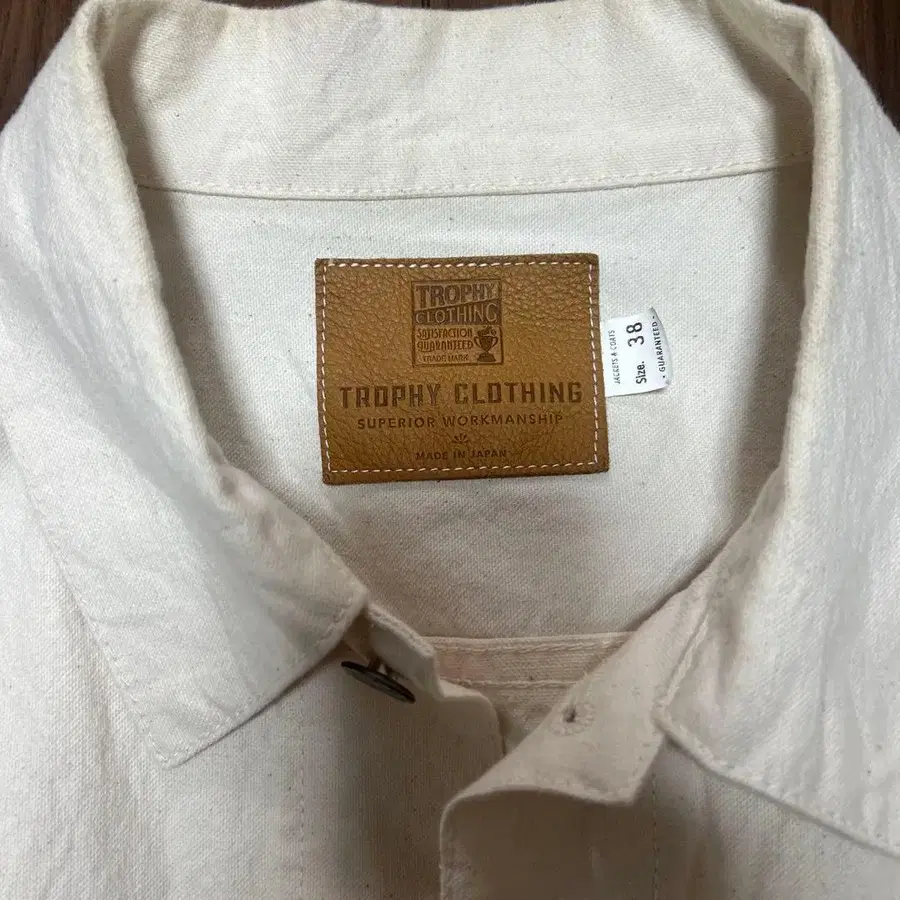 TROPHY
CLOTHING
SATISFACTION
GUARANTEED
TRADE MARK
TROPHY CLOTHING
SUPERIOR WORKMANSHIP
MADE IN JAPAN
JACKETS & COATS
Size. 38
• GUARANTEED •